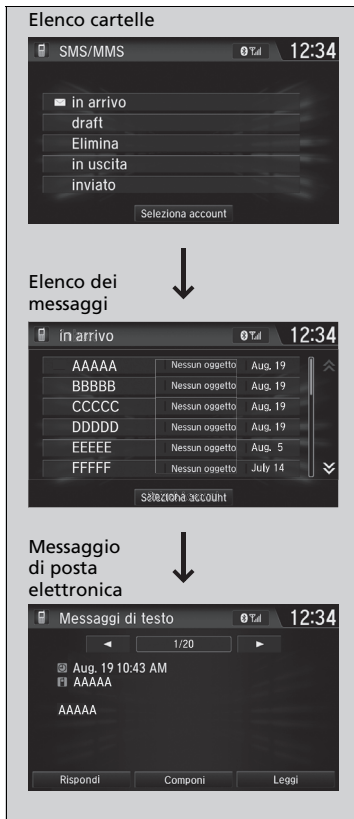 Elenco cartelle
SMS/MMS 12:34
in arrivo
draft
Elimina
in uscita
inviato
Seleziona account
Elenco dei
messaggi
in arrivo 12:34
AAAAA Nessun oggetto Aug. 19
BBBBB Nessun oggetto Aug. 19
CCCCC Nessun oggetto Aug. 19
DDDDD Nessun oggetto Aug. 19
EEEEE Nessun oggetto Aug. 5
FFFFF Nessun oggetto July 14
Seleziona account
Messaggio
di posta
elettronica
Messaggi di testo 12:34
1/20
Aug. 19 10:43 AM
AAAAA
AAAAA
Rispondi Componi Leggi